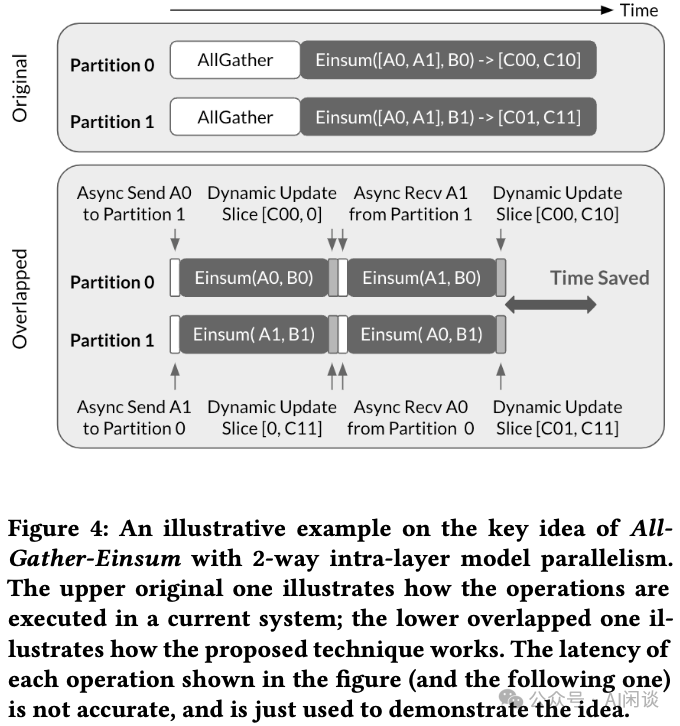 Time
Original
Partition 0
AllGather
Einsum([A0, A1], B0) -> [C00, C10]
Partition 1
AllGather
Einsum([A0, A1], B1) -> [C01, C11]
Overlapped
Async Send A0
to Partition 1
Dynamic Update
Slice [C00, 0]
Async Recv A1
from Partition 1
Dynamic Update
Slice [C00, C10]
Partition 0
Einsum(A0, B0)
Einsum(A1, B0)
Time Saved
Partition 1
Einsum( A1, B1)
Einsum( A0, B1)
Async Send A1
to Partition 0
Dynamic Update
Slice [0, C11]
Async Recv A0
from Partition 0
Dynamic Update
Slice [C01, C11]
Figure 4: An illustrative example on the key idea of All-
Gather-Einsum with 2-way intra-layer model parallelism.
The upper original one illustrates how the operations are
executed in a current system; the lower overlapped one il-
lustrates how the proposed technique works. The latency of
each operation shown in the figure (and the following one)
is not accurate, and is just used to demonstrate the idea.
公众号 · AI闲谈